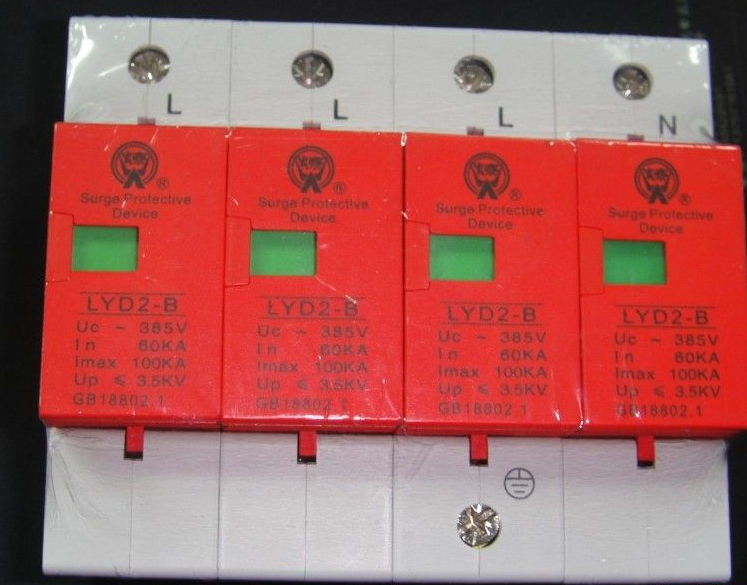 L L L N
® ® ® ®
Surge Protective Device
Surge Protective Device
Surge Protective Device
Surge Protective Device
LYD2-B
Uc ~ 385V
In 60KA
Imax 100KA
Up ≤ 3.5KV
GB18802.1
LYD2-B
Uc ~ 385V
In 60KA
Imax 100KA
Up ≤ 3.5KV
GB18802.1
LYD2-B
Uc ~ 385V
In 60KA
Imax 100KA
Up ≤ 3.5KV
GB18802.1
LYD2-B
Uc ~ 385V
In 60KA
Imax 100KA
Up ≤ 3.5KV
GB18802.1